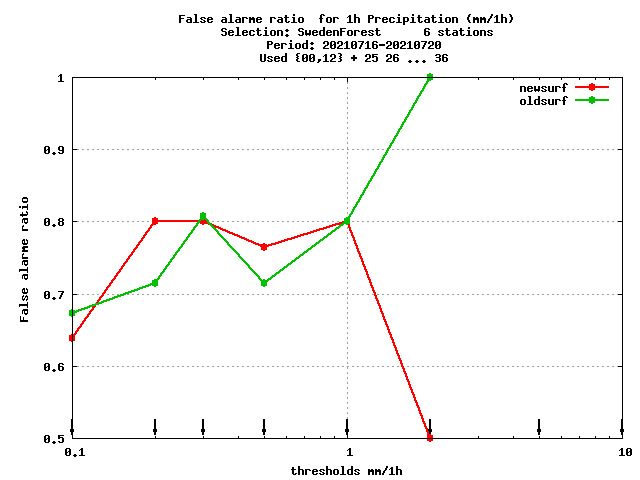 False alarme ratio  for 1h Precipitation (mm/1h)
Selection: SwedenForest      6 stations
Period: 20210716-20210720
Used {00,12} + 25 26 ... 36
1
0.9
0.8
0.7
0.6
0.5
False alarme ratio
newsurf
oldsurf
0.1
1
10
thresholds mm/1h